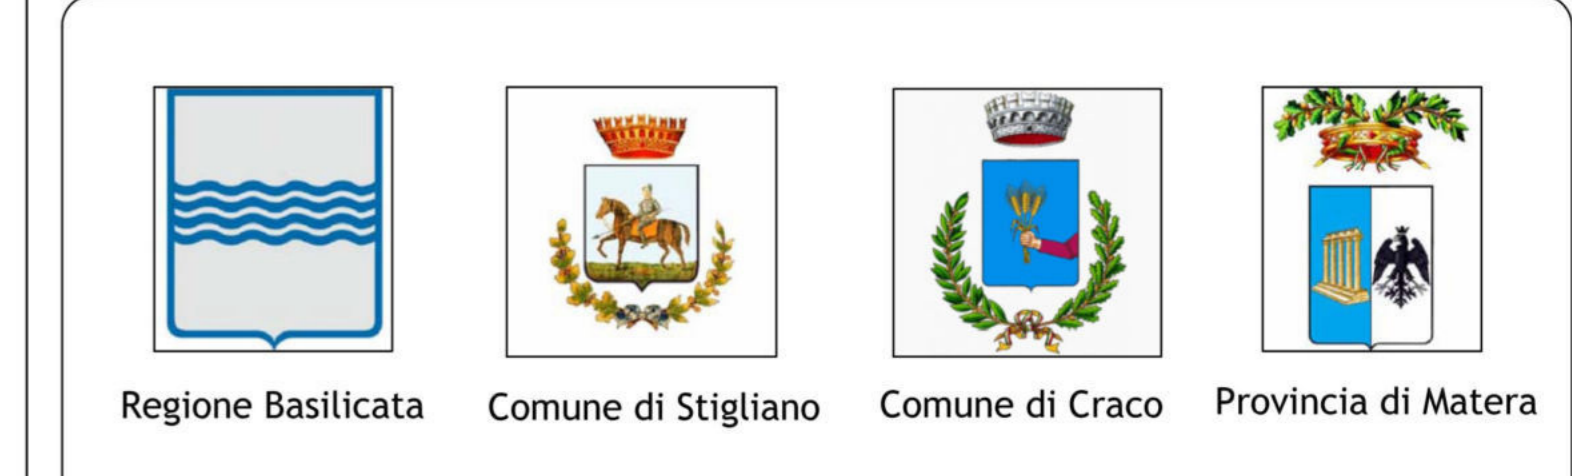 Regione Basilicata
Comune di Stigliano
Comune di Craco
Provincia di Matera